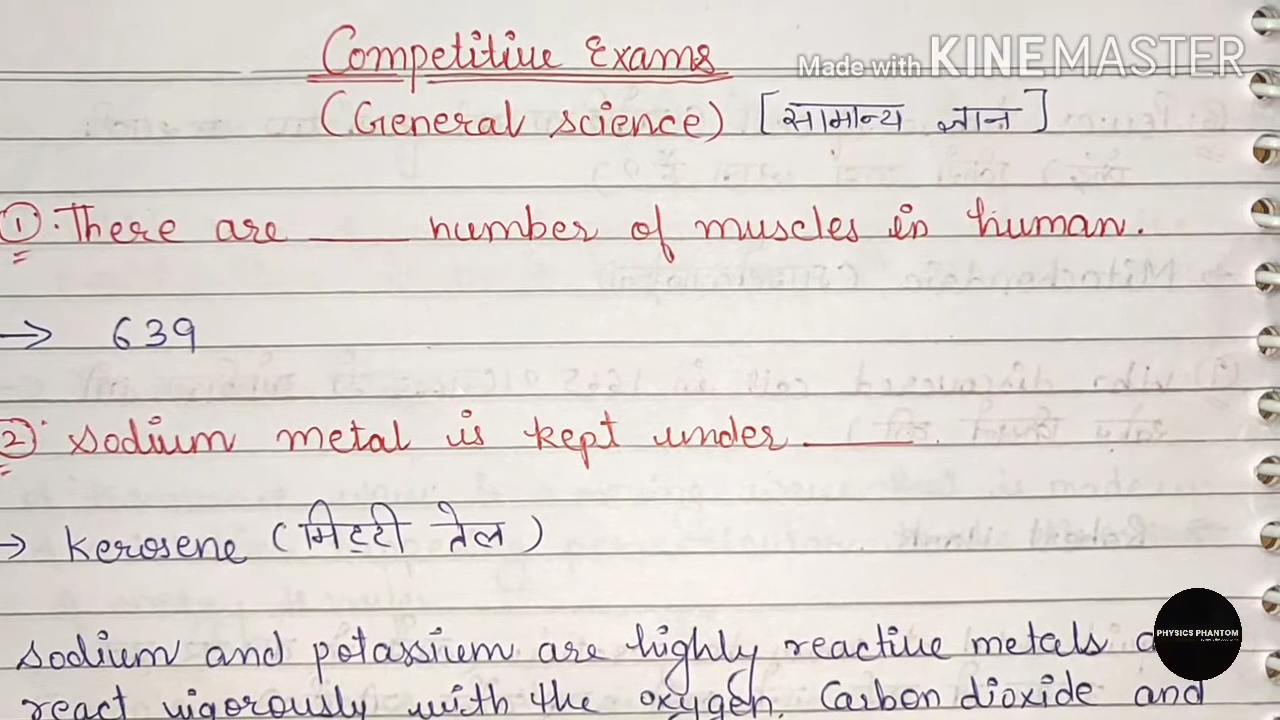 Competitive Exams
Made with KINEMASTER
(General science) [सामान्य ज्ञान]
①. There are ____ number of muscles in human.
→ 639
②. Sodium metal is kept under ____.
→ Kerosene (मिट्टी तेल)
Sodium and potassium are highly reactive metals
PHYSICS PHANTOM
react vigorously with the oxygen, Carbon dioxide and